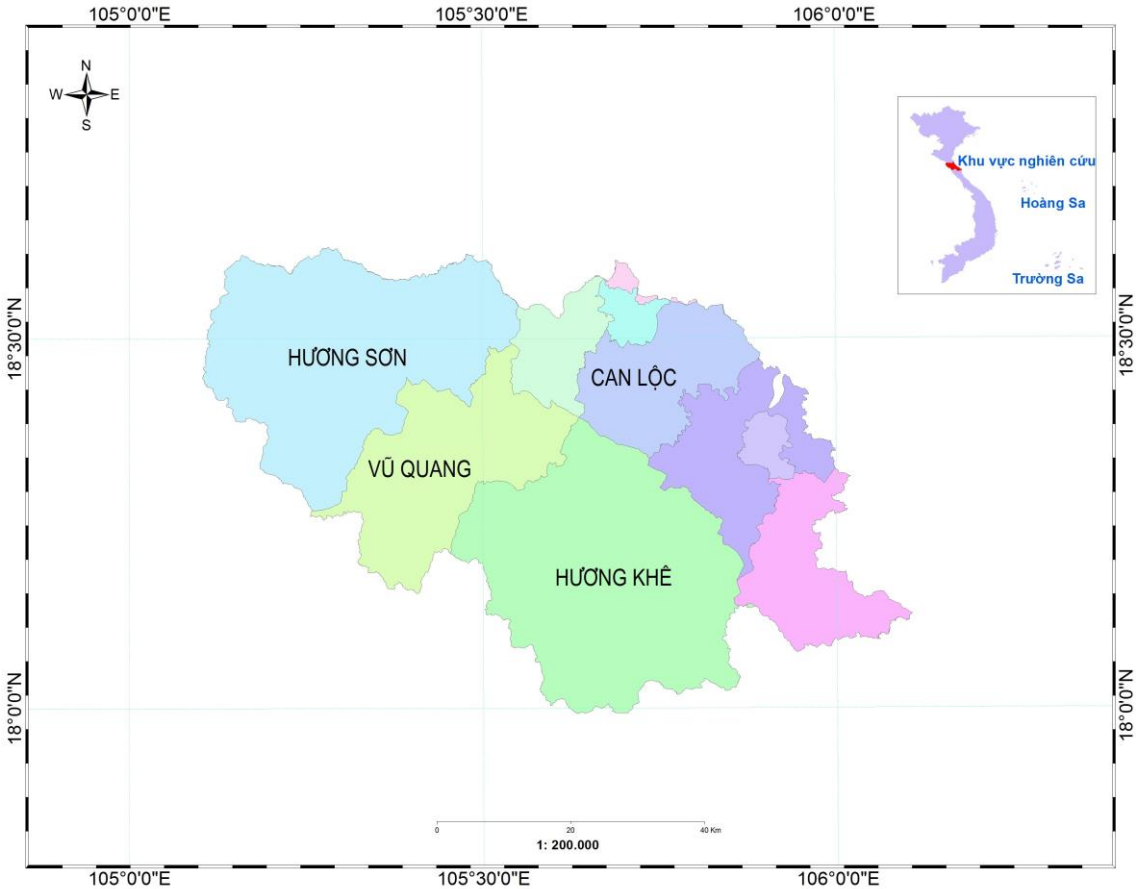 105°0'0"E
105°30'0"E
106°0'0"E
N
W
E
S
Khu vực nghiên cứu
Hoàng Sa
Trường Sa
18°30'0"N
18°30'0"N
HƯƠNG SƠN
CAN LỘC
VŨ QUANG
HƯƠNG KHÊ
18°0'0"N
18°0'0"N
0
20
40 Km
1: 200.000
105°0'0"E
105°30'0"E
106°0'0"E